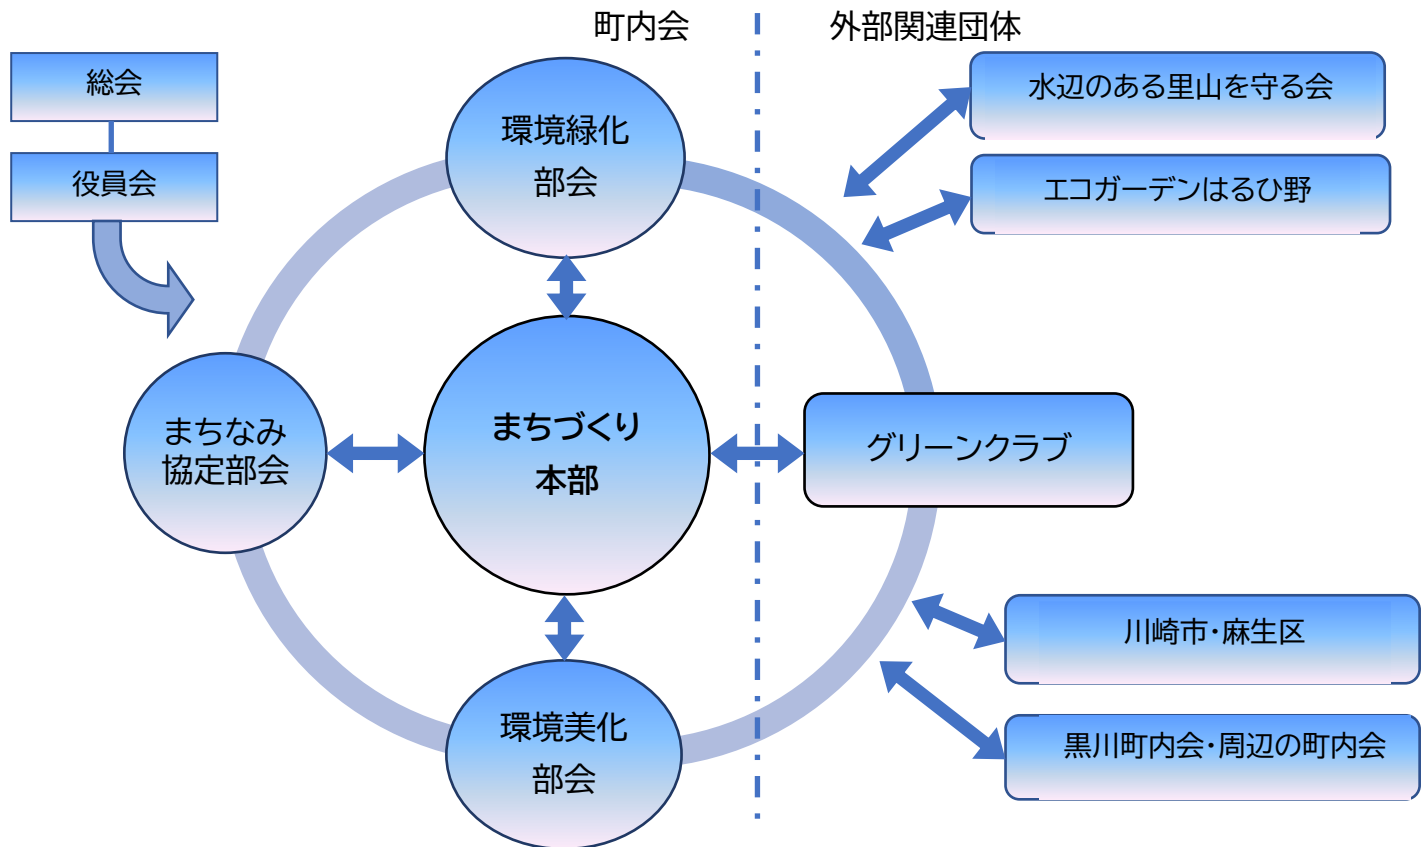 町内会
外部関連団体
総会
役員会
環境緑化
部会
水辺のある里山を守る会
エコガーデンはるひ野
まちなみ
協定部会
まちづくり
本部
グリーンクラブ
環境美化
部会
川崎市・麻生区
黒川町内会・周辺の町内会